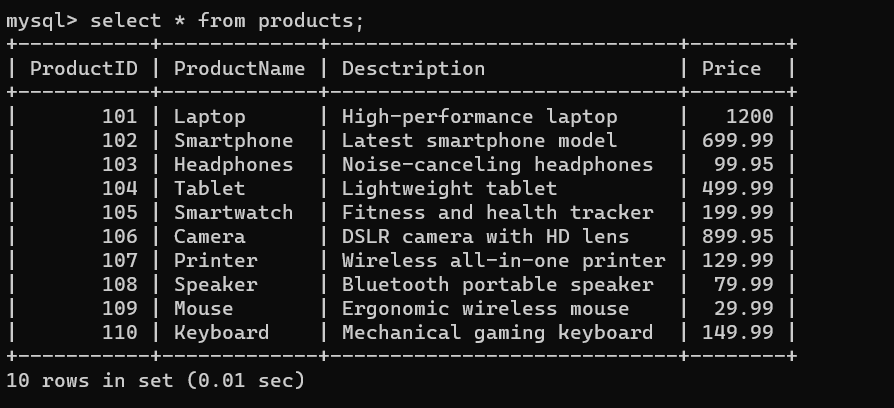 mysql> select * from products;
+-----------+-------------+-----------------------------+--------+
| ProductID | ProductName | Desctription                | Price  |
+-----------+-------------+-----------------------------+--------+
|       101 | Laptop      | High-performance laptop     |   1200 |
|       102 | Smartphone  | Latest smartphone model     | 699.99 |
|       103 | Headphones  | Noise-canceling headphones  |  99.95 |
|       104 | Tablet      | Lightweight tablet          | 499.99 |
|       105 | Smartwatch  | Fitness and health tracker  | 199.99 |
|       106 | Camera      | DSLR camera with HD lens    | 899.95 |
|       107 | Printer     | Wireless all-in-one printer | 129.99 |
|       108 | Speaker     | Bluetooth portable speaker  |  79.99 |
|       109 | Mouse       | Ergonomic wireless mouse    |  29.99 |
|       110 | Keyboard    | Mechanical gaming keyboard  | 149.99 |
+-----------+-------------+-----------------------------+--------+
10 rows in set (0.01 sec)